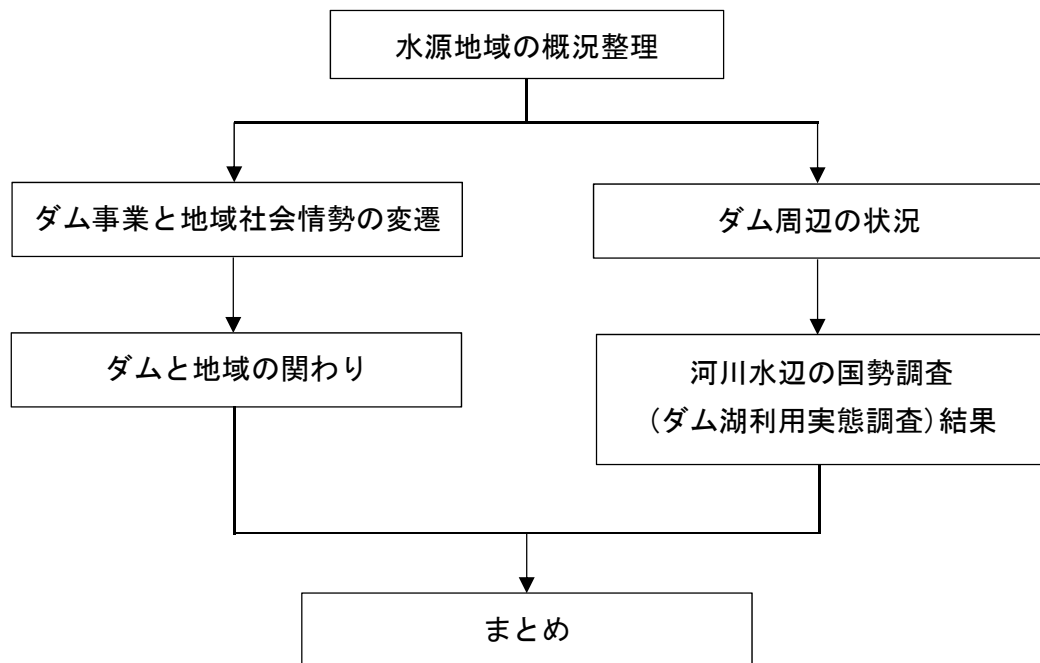 水源地域の概況整理
ダム事業と地域社会情勢の変遷
ダム周辺の状況
ダムと地域の関わり
河川水辺の国勢調査
(ダム湖利用実態調査)結果
まとめ